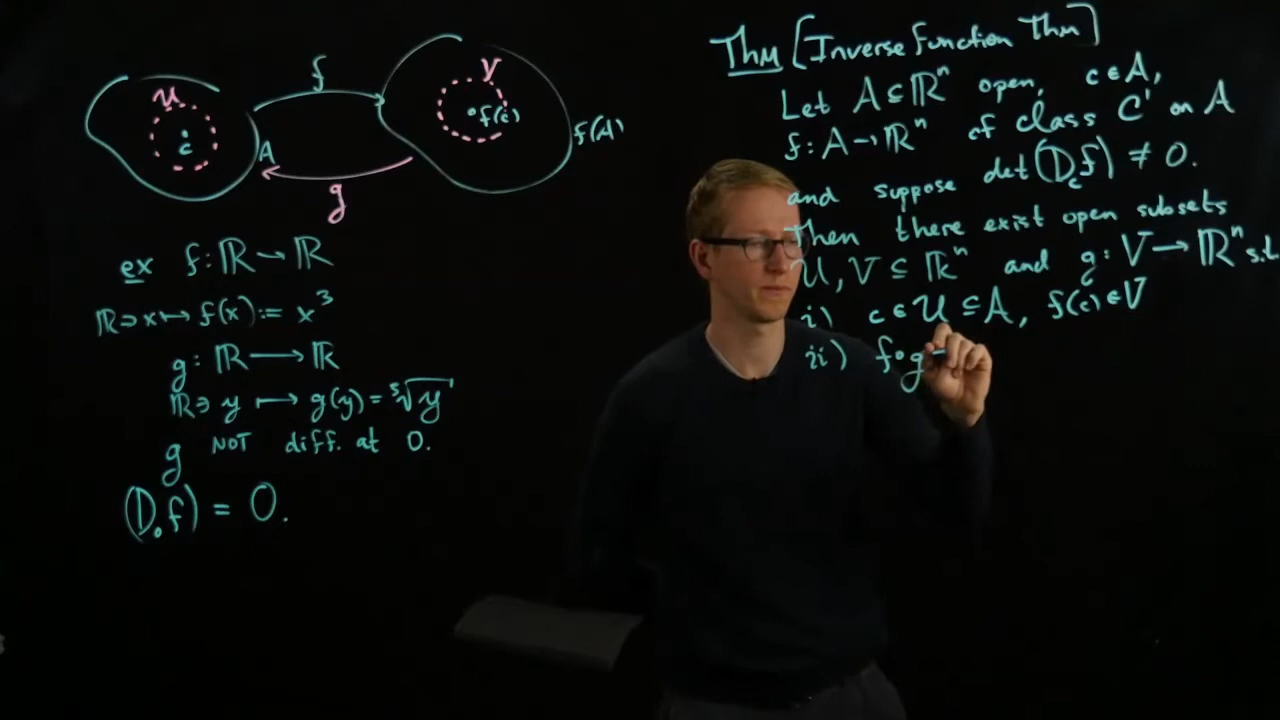 f
U
c
A
V
f(c)
f(A)
g
ex f: ℝ → ℝ
ℝ∋x ↦ f(x) := x³
g: ℝ → ℝ
ℝ∋ y ↦ g(y) = ³√y
g NOT diff. at 0.
(D₀f) = 0.
Thm [Inverse Function Thm]
Let A ⊆ ℝⁿ open, c ∈ A,
f: A → ℝⁿ of class C¹ on A
and suppose det(D_c f) ≠ 0.
Then there exist open subsets
U, V ⊆ ℝⁿ and g: V → ℝⁿ s.t.
i) c ∈ U ⊆ A, f(c) ∈ V
ii) f∘g